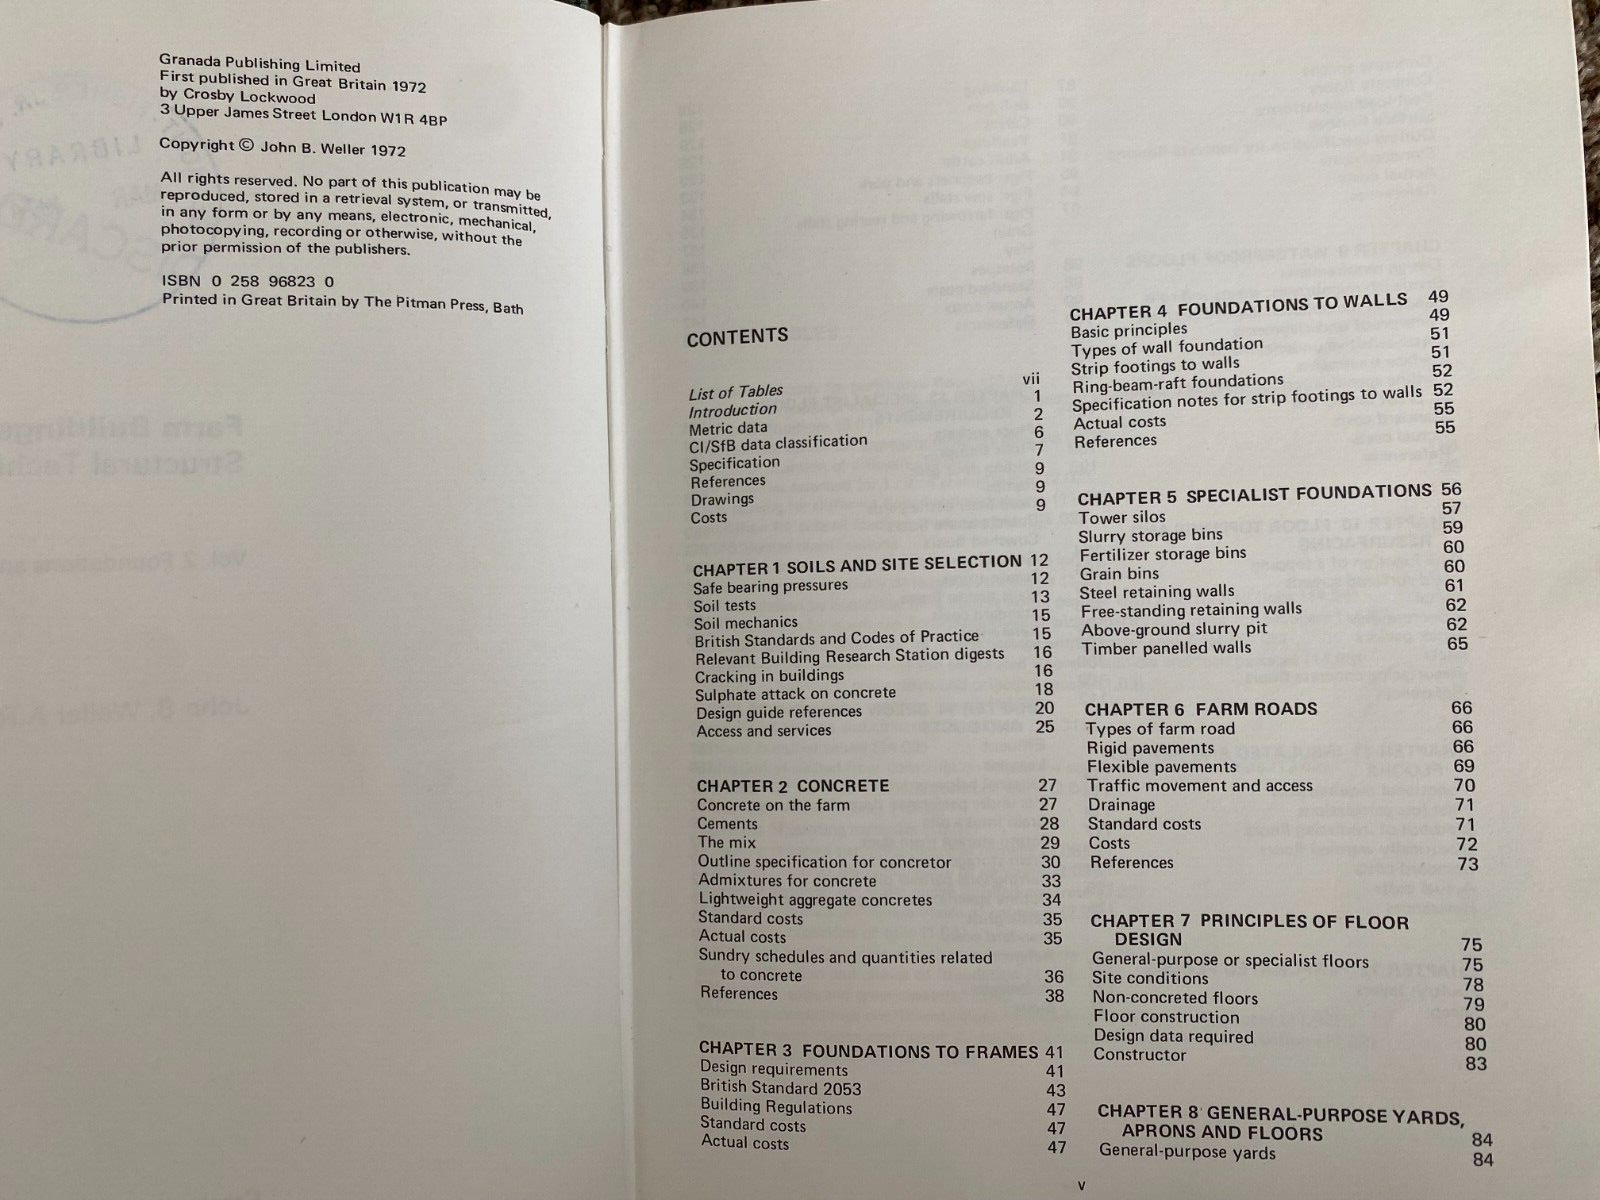 Granada Publishing Limited
First published in Great Britain 1972
by Crosby Lockwood
3 Upper James Street London W1R 4BP
Copyright © John B. Weller 1972
All rights reserved. No part of this publication may be
reproduced, stored in a retrieval system, or transmitted,
in any form or by any means, electronic, mechanical,
photocopying, recording or otherwise, without the
prior permission of the publishers.
ISBN 0 258 96823 0
Printed in Great Britain by The Pitman Press, Bath
CONTENTS
List of Tables vii
Introduction 1
Metric data 2
CI/SfB data classification 6
Specification 7
References 9
Drawings 9
Costs 9
CHAPTER 1 SOILS AND SITE SELECTION 12
Safe bearing pressures 12
Soil tests 13
Soil mechanics 15
British Standards and Codes of Practice 15
Relevant Building Research Station digests 16
Cracking in buildings 16
Sulphate attack on concrete 18
Design guide references 20
Access and services 25
CHAPTER 2 CONCRETE 27
Concrete on the farm 27
Cements 28
The mix 29
Outline specification for concretor 30
Admixtures for concrete 33
Lightweight aggregate concretes 34
Standard costs 35
Actual costs 35
Sundry schedules and quantities related
to concrete 36
References 38
CHAPTER 3 FOUNDATIONS TO FRAMES 41
Design requirements 41
British Standard 2053 43
Building Regulations 47
Standard costs 47
Actual costs 47
CHAPTER 4 FOUNDATIONS TO WALLS 49
Basic principles 49
Types of wall foundation 51
Strip footings to walls 51
Ring-beam-raft foundations 52
Specification notes for strip footings to walls 52
Actual costs 55
References 55
CHAPTER 5 SPECIALIST FOUNDATIONS 56
Tower silos 57
Slurry storage bins 59
Fertilizer storage bins 60
Grain bins 60
Steel retaining walls 61
Free-standing retaining walls 62
Above-ground slurry pit 62
Timber panelled walls 65
CHAPTER 6 FARM ROADS 66
Types of farm road 66
Rigid pavements 66
Flexible pavements 69
Traffic movement and access 70
Drainage 71
Standard costs 71
Costs 72
References 73
CHAPTER 7 PRINCIPLES OF FLOOR
DESIGN 75
General-purpose or specialist floors 75
Site conditions 78
Non-concreted floors 79
Floor construction 80
Design data required 80
Constructor 83
CHAPTER 8 GENERAL-PURPOSE YARDS,
APRONS AND FLOORS 84
General-purpose yards 84
v